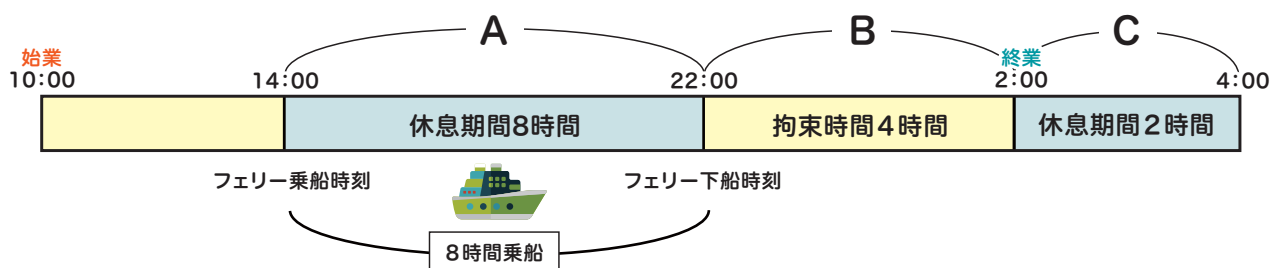 A
B
C
始業
終業
10:00
14:00
22:00
2:00
4:00
休息期間8時間
拘束時間4時間
休息期間2時間
フェリー乗船時刻
フェリー下船時刻
8時間乗船